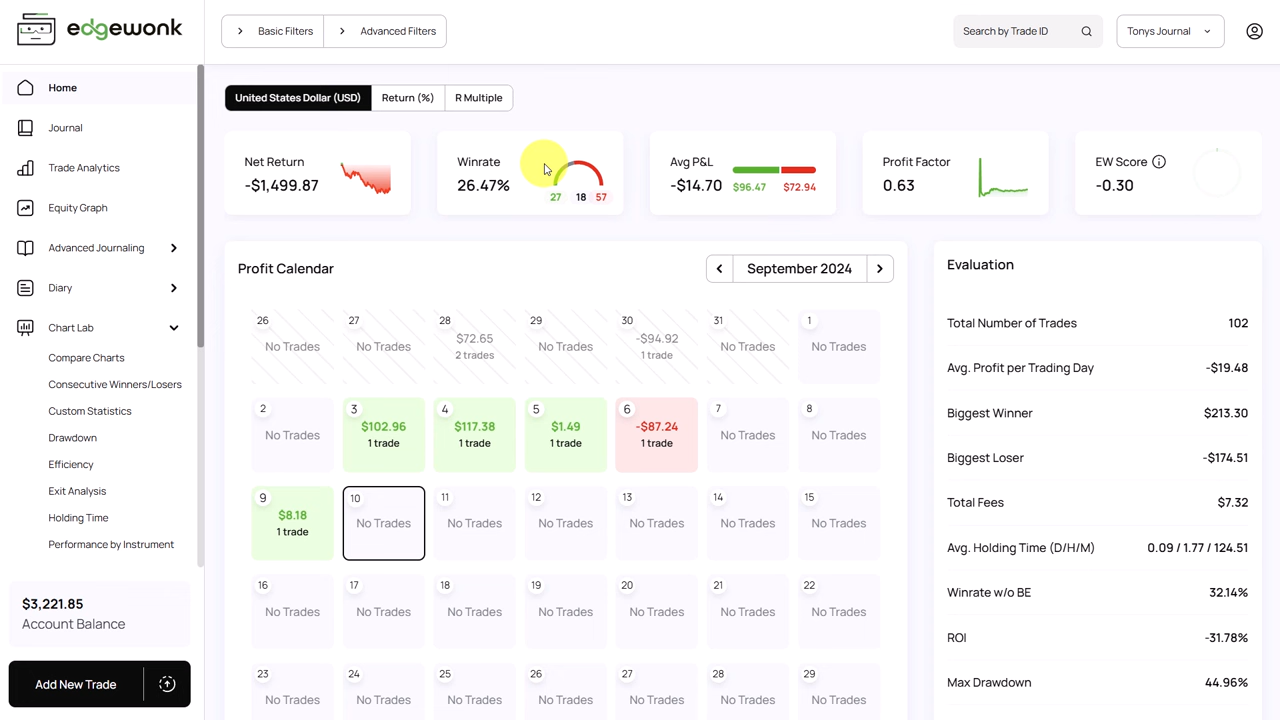 edgewonk
Basic Filters
Advanced Filters
Search by Trade ID
Tonys Journal
Home
Journal
Trade Analytics
Equity Graph
Advanced Journaling
Diary
Chart Lab
Compare Charts
Consecutive Winners/Losers
Custom Statistics
Drawdown
Efficiency
Exit Analysis
Holding Time
Performance by Instrument
$3,221.85
Account Balance
Add New Trade
United States Dollar (USD) Return (%) R Multiple
Net Return
-$1,499.87
Winrate
26.47%
27 18 57
Avg P&L
-$14.70
$96.47 $72.94
Profit Factor
0.63
EW Score
-0.30
Profit Calendar
September 2024
26 27 28 29 30 31 1
No Trades No Trades $72.65 No Trades -$94.92 No Trades No Trades
2 trades 1 trade
2 3 4 5 6 7 8
No Trades $102.96 $117.38 $1.49 -$87.24 No Trades No Trades
1 trade 1 trade 1 trade 1 trade
9 10 11 12 13 14 15
$8.18 No Trades No Trades No Trades No Trades No Trades No Trades
1 trade
16 17 18 19 20 21 22
No Trades No Trades No Trades No Trades No Trades No Trades No Trades
23 24 25 26 27 28 29
No Trades No Trades No Trades No Trades No Trades No Trades No Trades
Evaluation
Total Number of Trades 102
Avg. Profit per Trading Day -$19.48
Biggest Winner $213.30
Biggest Loser -$174.51
Total Fees $7.32
Avg. Holding Time (D/H/M) 0.09 / 1.77 / 124.51
Winrate w/o BE 32.14%
ROI -31.78%
Max Drawdown 44.96%